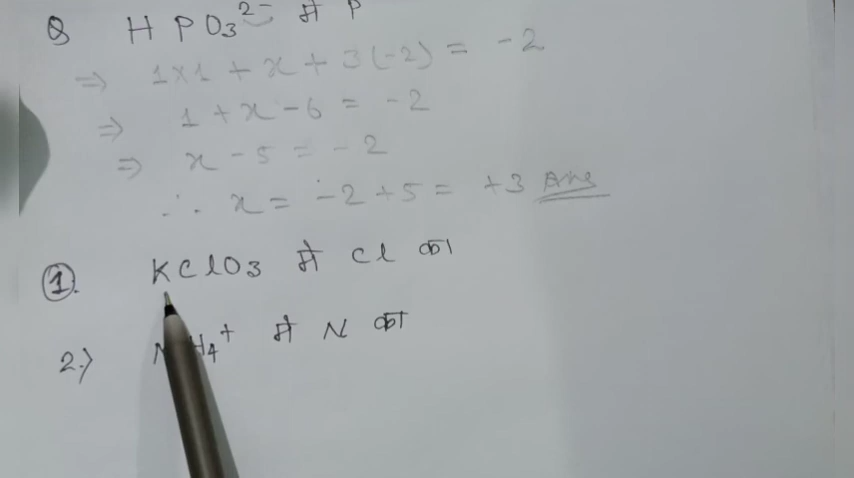 Q HPO₃²⁻ में P
⇒ 1×1 + x + 3(-2) = -2
⇒ 1 + x - 6 = -2
⇒ x - 5 = -2
∴ x = -2 + 5 = +3 Ans
①. KClO3 में Cl का
2.) H₄⁺ में N का